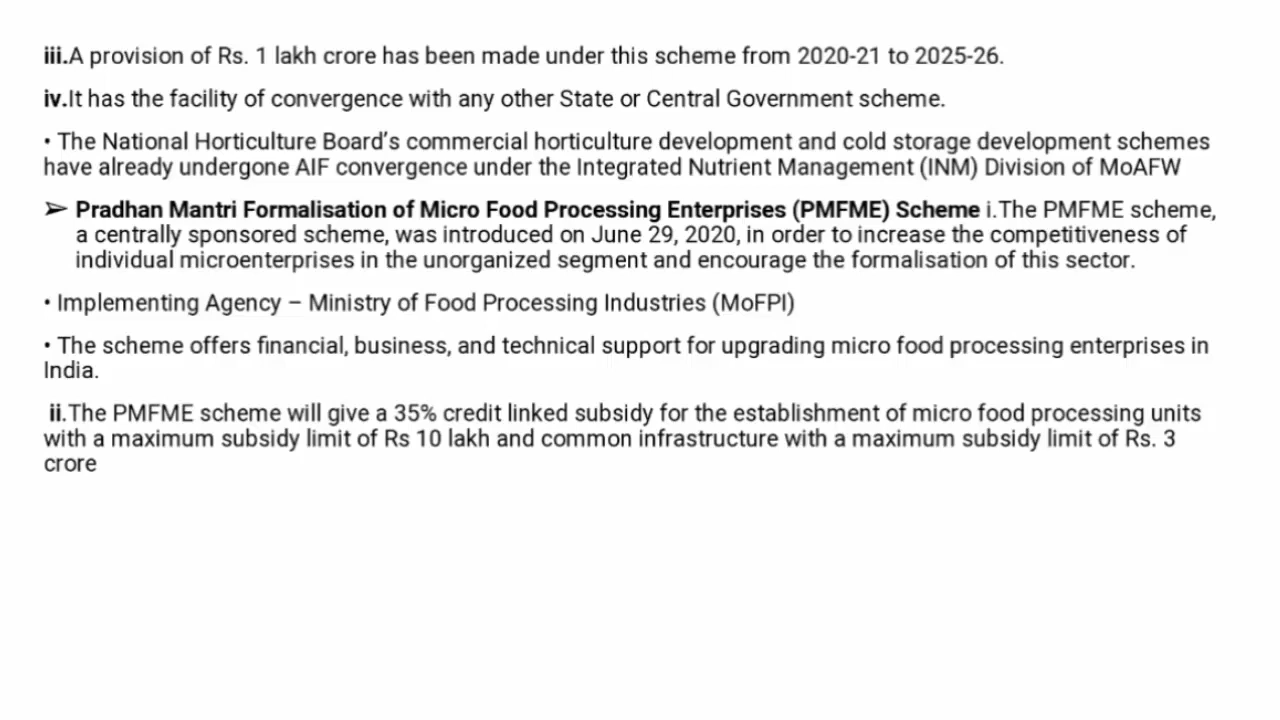 iii.A provision of Rs. 1 lakh crore has been made under this scheme from 2020-21 to 2025-26.
iv.It has the facility of convergence with any other State or Central Government scheme.
• The National Horticulture Board’s commercial horticulture development and cold storage development schemes
have already undergone AIF convergence under the Integrated Nutrient Management (INM) Division of MoAFW
➢ Pradhan Mantri Formalisation of Micro Food Processing Enterprises (PMFME) Scheme i.The PMFME scheme,
a centrally sponsored scheme, was introduced on June 29, 2020, in order to increase the competitiveness of
individual microenterprises in the unorganized segment and encourage the formalisation of this sector.
• Implementing Agency – Ministry of Food Processing Industries (MoFPI)
• The scheme offers financial, business, and technical support for upgrading micro food processing enterprises in
India.
ii.The PMFME scheme will give a 35% credit linked subsidy for the establishment of micro food processing units
with a maximum subsidy limit of Rs 10 lakh and common infrastructure with a maximum subsidy limit of Rs. 3
crore